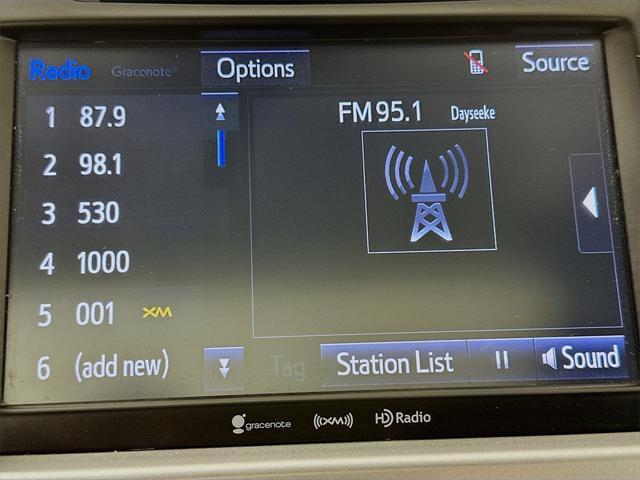 Radio Gracenote Options Source
1 87.9
2 98.1
3 530
4 1000
5 001 XM
6 (add new)
FM 95.1 Dayseeke
Tag Station List Sound
gracenote ((XM)) HD Radio